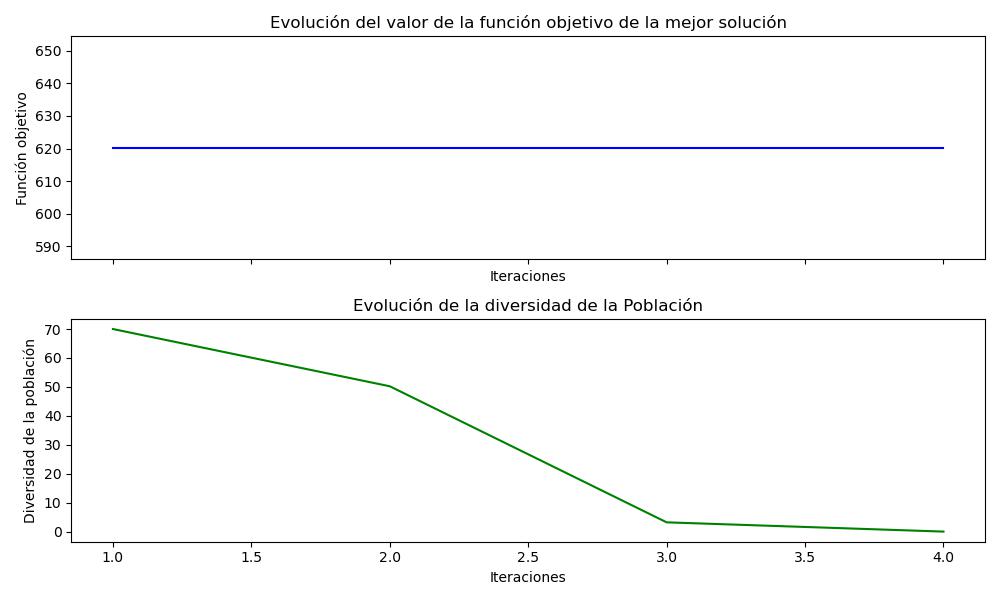 Evolución del valor de la función objetivo de la mejor solución
650
640
630
620
610
600
590
Función objetivo
Iteraciones
Evolución de la diversidad de la Población
70
60
50
40
30
20
10
0
Diversidad de la población
1.0 1.5 2.0 2.5 3.0 3.5 4.0
Iteraciones